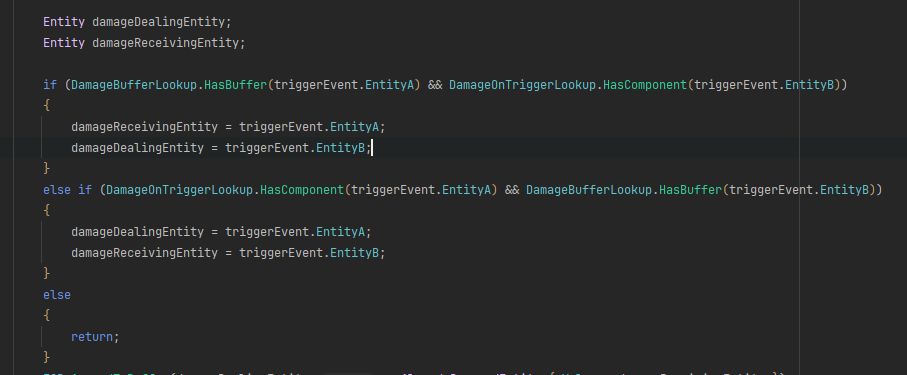 Entity damageDealingEntity;
Entity damageReceivingEntity;
if (DamageBufferLookup.HasBuffer(triggerEvent.EntityA) && DamageOnTriggerLookup.HasComponent(triggerEvent.EntityB))
{
damageReceivingEntity = triggerEvent.EntityA;
damageDealingEntity = triggerEvent.EntityB;
}
else if (DamageOnTriggerLookup.HasComponent(triggerEvent.EntityA) && DamageBufferLookup.HasBuffer(triggerEvent.EntityB))
{
damageDealingEntity = triggerEvent.EntityA;
damageReceivingEntity = triggerEvent.EntityB;
}
else
{
return;
}